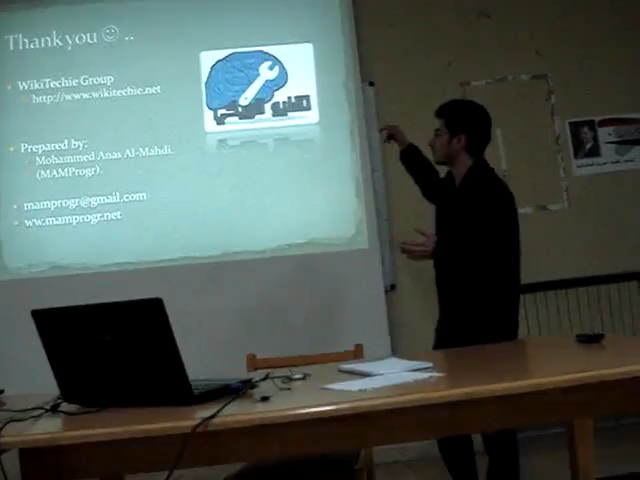 Thank you ☺ ..
WikiTechie Group
http://www.wikitechie.net
Prepared by:
Mohammed Anas Al-Mahdi.
(MAMProgr).
mamprogr@gmail.com
ww.mamprogr.net